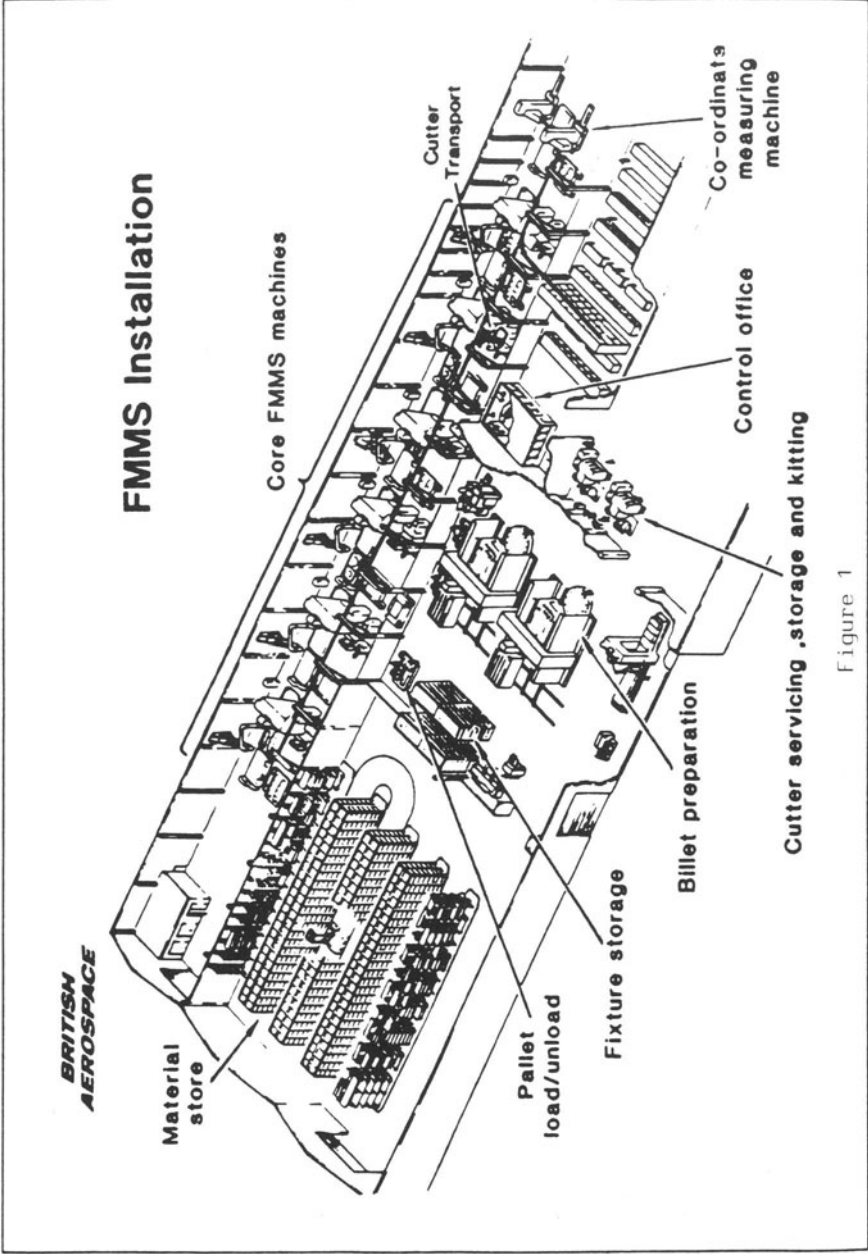 BRITISH
AEROSPACE
FMMS Installation
Core FMMS machines
Cutter
Transport
Material
store
Co-ordinats
measuring
machine
Control office
Pallet
load/unload
Fixture storage
Billet preparation
Cutter servicing ,storage and kitting
Figure 1